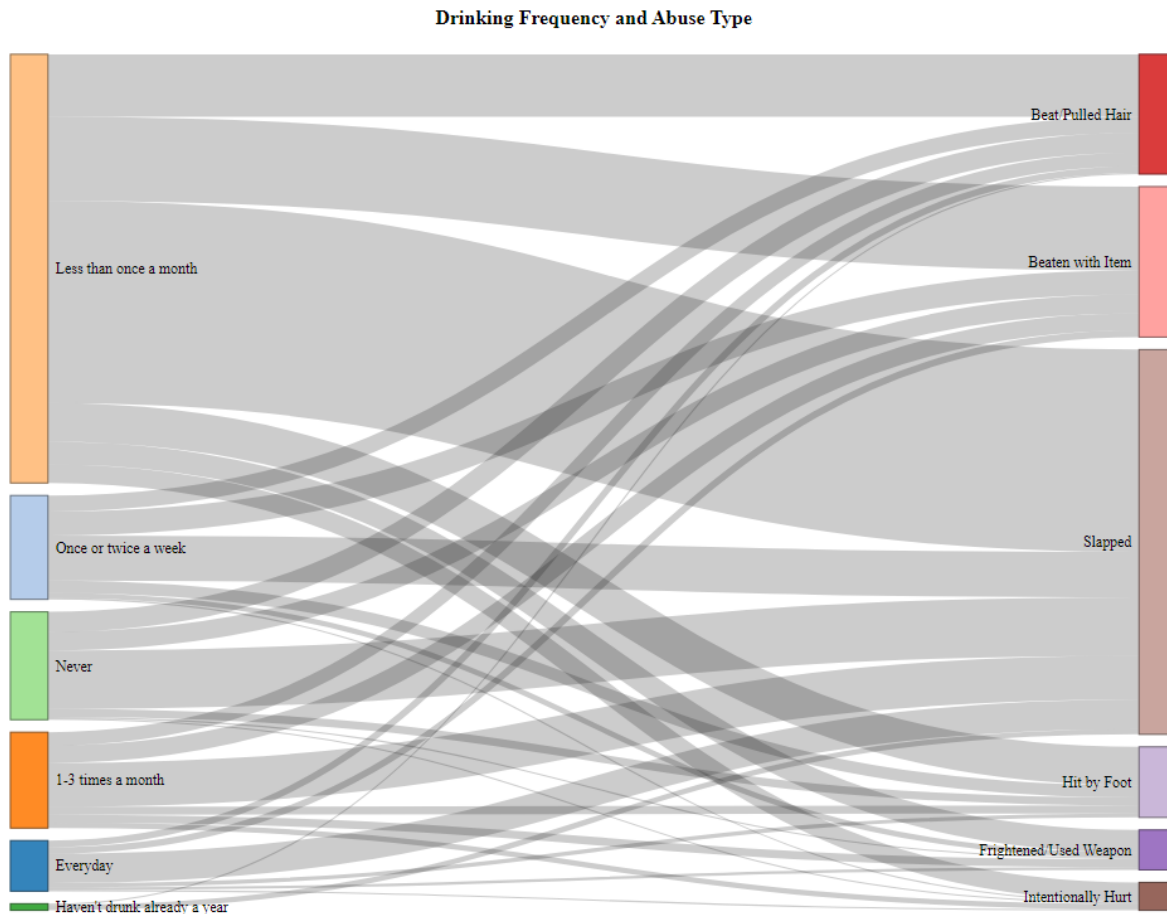 Drinking Frequency and Abuse Type
Less than once a month
Once or twice a week
Never
1-3 times a month
Everyday
Haven't drunk already a year
Beat/Pulled Hair
Beaten with Item
Slapped
Hit by Foot
Frightened/Used Weapon
Intentionally Hurt